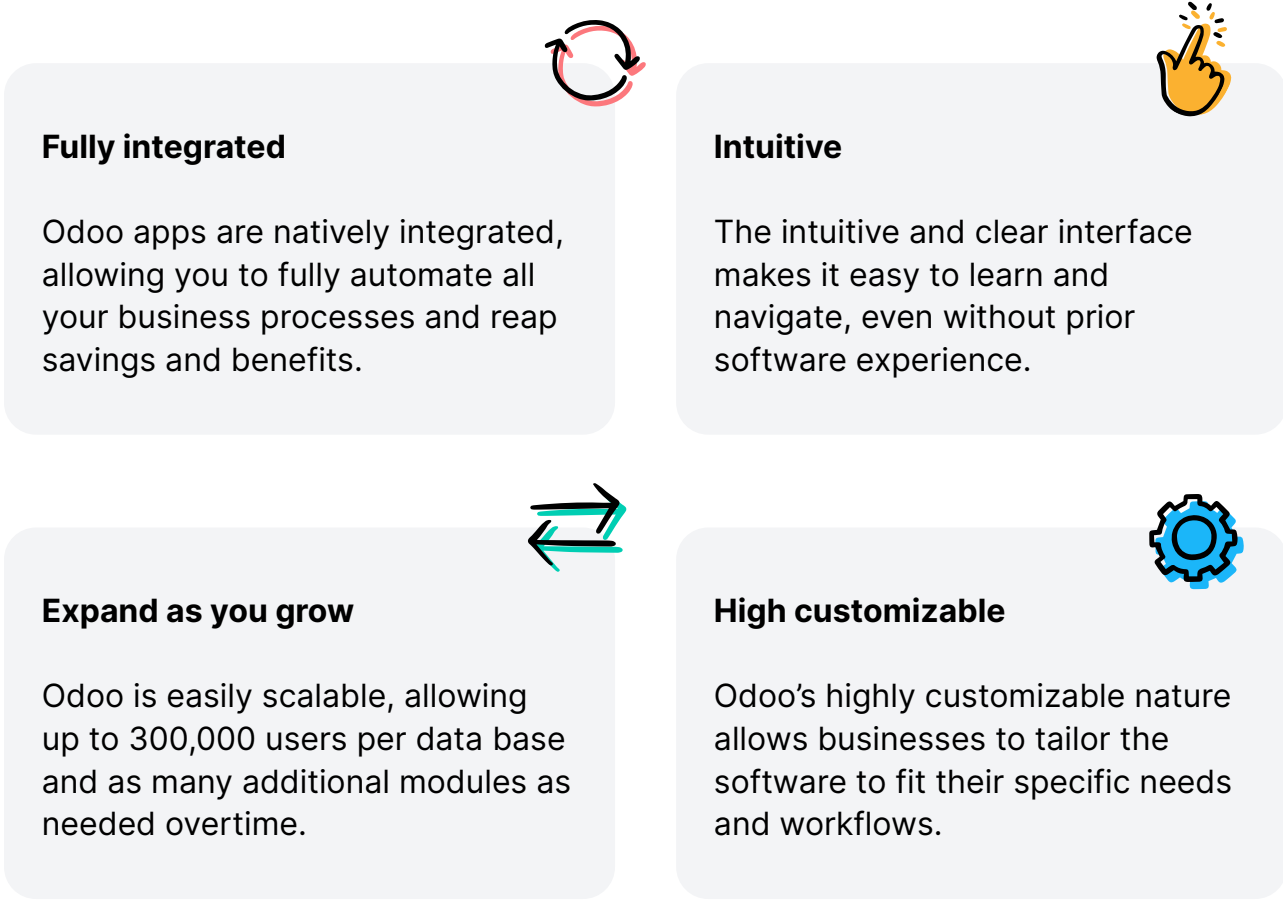 Fully integrated
Odoo apps are natively integrated,
allowing you to fully automate all
your business processes and reap
savings and benefits.
Intuitive
The intuitive and clear interface
makes it easy to learn and
navigate, even without prior
software experience.
Expand as you grow
Odoo is easily scalable, allowing
up to 300,000 users per data base
and as many additional modules as
needed overtime.
High customizable
Odoo’s highly customizable nature
allows businesses to tailor the
software to fit their specific needs
and workflows.